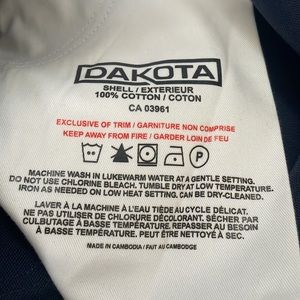 DAKOTA
SHELL / EXTERIEUR
100% COTTON / COTON
CA 03961
EXCLUSIVE OF TRIM / GARNITURE NON COMPRISE
KEEP AWAY FROM FIRE / GARDER LOIN DE FEU
P
MACHINE WASH IN LUKEWARM WATER AT A GENTLE SETTING.
DO NOT USE CHLORINE BLEACH. TUMBLE DRY AT LOW TEMPERATURE.
IRON AS NEEDED ON LOW HEAT SETTING. CAN BE DRY-CLEANED.
LAVER À LA MACHINE À L'EAU TIÈDE AU CYCLE DÉLICAT.
NE PAS UTILISER DE CHLORURE DÉCOLORANT. SÉCHER PAR
CULBUTAGE À BASSE TEMPÉRATURE. REPASSER AU BESOIN
À BASSE TEMPÉRATURE. PEUT ÊTRE NETTOYÉ À SEC.
MADE IN CAMBODIA / FAIT AU CAMBODGE